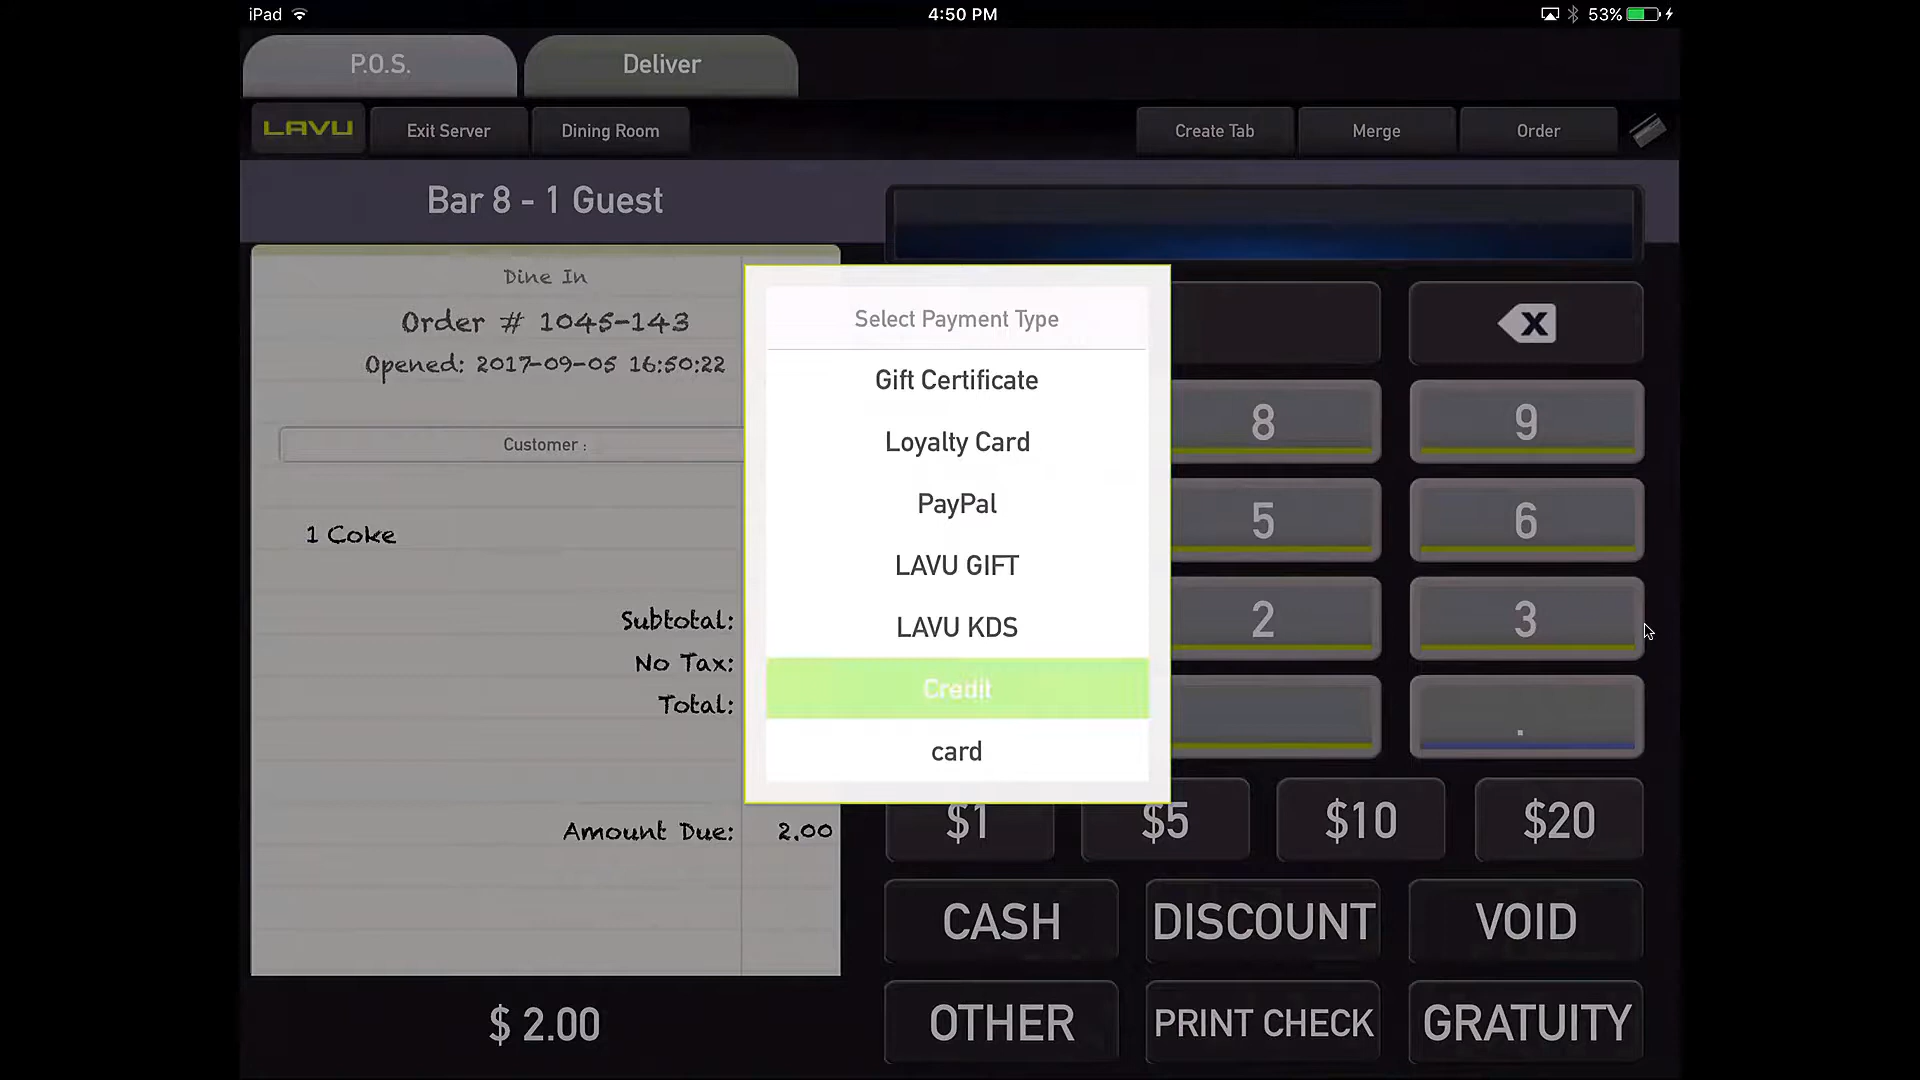 iPad 4:50 PM 53%
P.O.S. Deliver
LAVU Exit Server Dining Room Create Tab Merge Order
Bar 8 - 1 Guest
Dine In
Order # 1045-143
Opened: 2017-09-05 16:50:22
Customer :
1 Coke
Subtotal:
No Tax:
Total:
Amount Due: 2.00
$ 2.00
Select Payment Type
Gift Certificate
Loyalty Card
PayPal
LAVU GIFT
LAVU KDS
Credit
card
X
8 9
5 6
2 3
.
$1 $5 $10 $20
CASH DISCOUNT VOID
OTHER PRINT CHECK GRATUITY